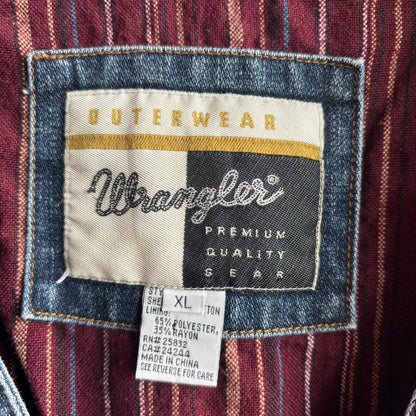 OUTERWEAR
Wrangler®
PREMIUM
QUALITY
GEAR
XL
TON
65% POLYESTER,
35% RAYON
RN# 25832
CA# 24244
MADE IN CHINA
SEE REVERSE FOR CARE